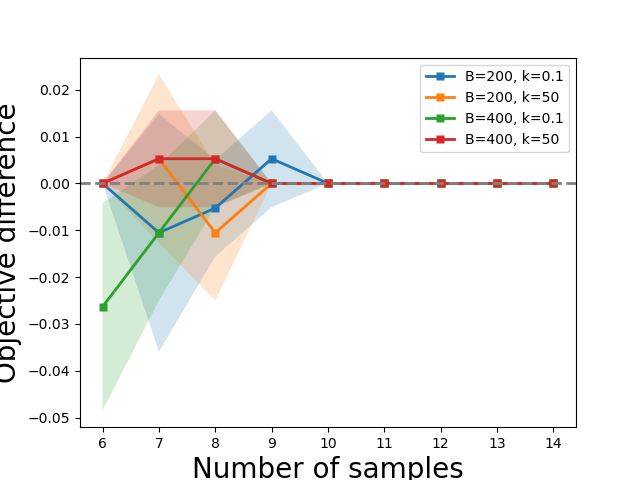 B=200, k=0.1
B=200, k=50
B=400, k=0.1
B=400, k=50
0.02
0.01
0.00
−0.01
−0.02
−0.03
−0.04
−0.05
Objective difference
6 7 8 9 10 11 12 13 14
Number of samples